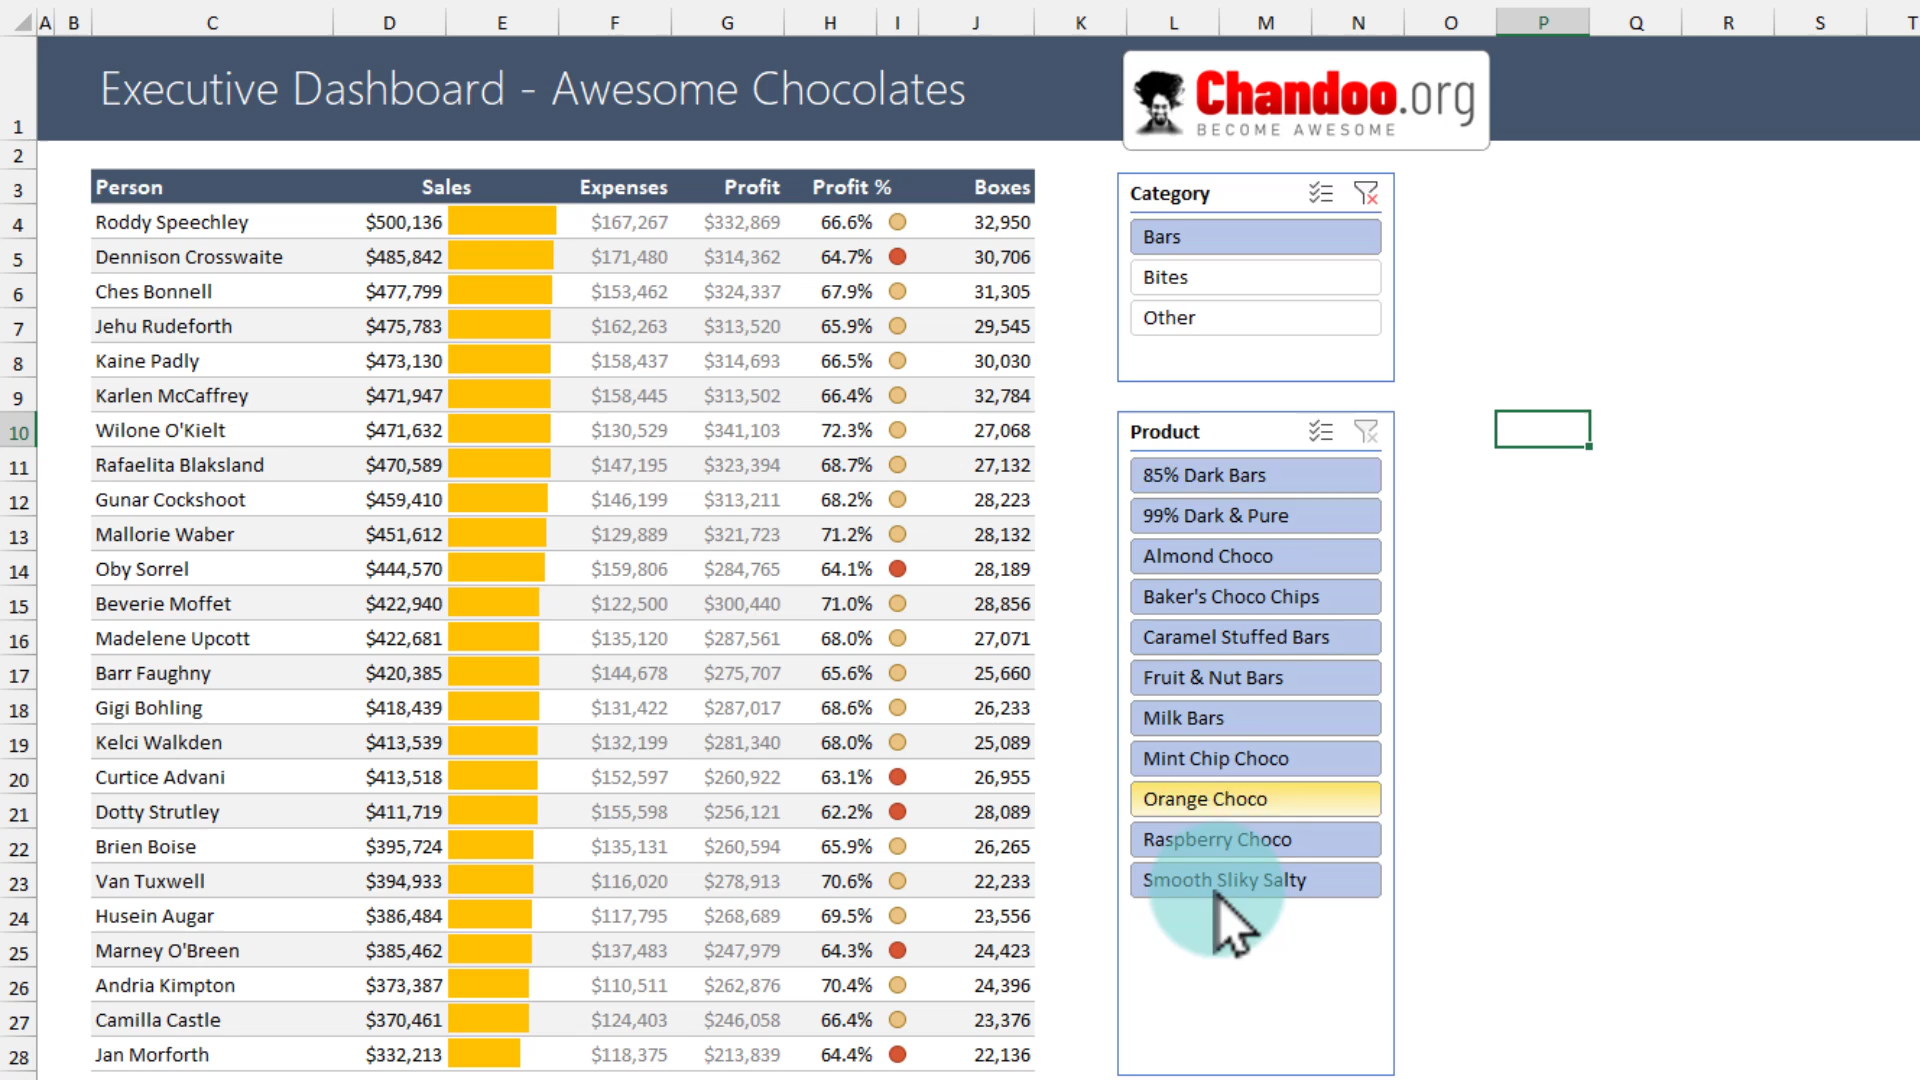 A B C D E F G H I J K L M N O P Q R S T
1 Executive Dashboard - Awesome Chocolates
Chandoo.org
BECOME AWESOME
2
3 Person Sales Expenses Profit Profit % Boxes
4 Roddy Speechley $500,136 $167,267 $332,869 66.6% 32,950
5 Dennison Crosswaite $485,842 $171,480 $314,362 64.7% 30,706
6 Ches Bonnell $477,799 $153,462 $324,337 67.9% 31,305
7 Jehu Rudeforth $475,783 $162,263 $313,520 65.9% 29,545
8 Kaine Padly $473,130 $158,437 $314,693 66.5% 30,030
9 Karlen McCaffrey $471,947 $158,445 $313,502 66.4% 32,784
10 Wilone O'Kielt $471,632 $130,529 $341,103 72.3% 27,068
11 Rafaelita Blaksland $470,589 $147,195 $323,394 68.7% 27,132
12 Gunar Cockshoot $459,410 $146,199 $313,211 68.2% 28,223
13 Mallorie Waber $451,612 $129,889 $321,723 71.2% 28,132
14 Oby Sorrel $444,570 $159,806 $284,765 64.1% 28,189
15 Beverie Moffet $422,940 $122,500 $300,440 71.0% 28,856
16 Madelene Upcott $422,681 $135,120 $287,561 68.0% 27,071
17 Barr Faughny $420,385 $144,678 $275,707 65.6% 25,660
18 Gigi Bohling $418,439 $131,422 $287,017 68.6% 26,233
19 Kelci Walkden $413,539 $132,199 $281,340 68.0% 25,089
20 Curtice Advani $413,518 $152,597 $260,922 63.1% 26,955
21 Dotty Strutley $411,719 $155,598 $256,121 62.2% 28,089
22 Brien Boise $395,724 $135,131 $260,594 65.9% 26,265
23 Van Tuxwell $394,933 $116,020 $278,913 70.6% 22,233
24 Husein Augar $386,484 $117,795 $268,689 69.5% 23,556
25 Marney O'Breen $385,462 $137,483 $247,979 64.3% 24,423
26 Andria Kimpton $373,387 $110,511 $262,876 70.4% 24,396
27 Camilla Castle $370,461 $124,403 $246,058 66.4% 23,376
28 Jan Morforth $332,213 $118,375 $213,839 64.4% 22,136
Category
Bars
Bites
Other
Product
85% Dark Bars
99% Dark & Pure
Almond Choco
Baker's Choco Chips
Caramel Stuffed Bars
Fruit & Nut Bars
Milk Bars
Mint Chip Choco
Orange Choco
Raspberry Choco
Smooth Sliky Salty